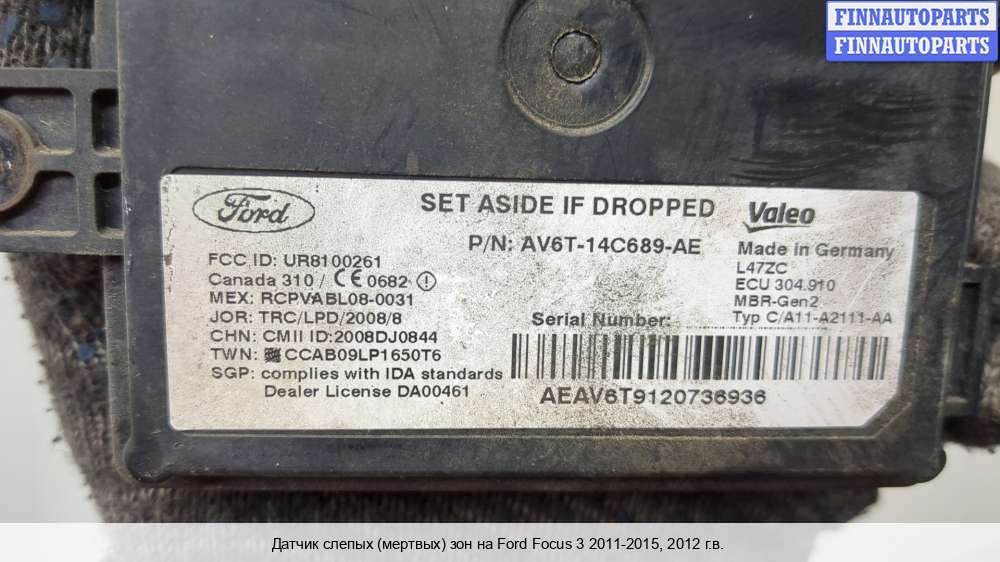 FINNAUTOPARTS
FINNAUTOPARTS
Ford
SET ASIDE IF DROPPED
Valeo
P/N: AV6T-14C689-AE
Made in Germany
L47ZC
ECU 304.910
MBR-Gen2
Typ C/A11-A2111-AA
FCC ID: UR8100261
Canada 310 / CE 0682
MEX: RCPVABL08-0031
JOR: TRC/LPD/2008/8
CHN: CMII ID:2008DJ0844
TWN: CCAB09LP1650T6
SGP: complies with IDA standards
Dealer License DA00461
Serial Number:
AEAV6T9120736936
Датчик слепых (мертвых) зон на Ford Focus 3 2011-2015, 2012 г.в.